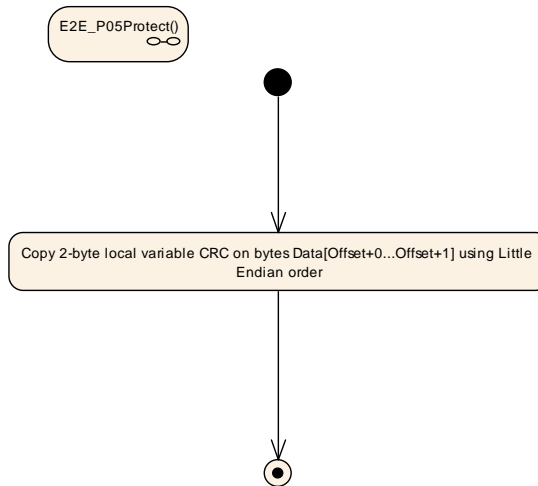 E2E_P05Protect()
Copy 2-byte local variable CRC on bytes Data[Offset+0...Offset+1] using Little
Endian order